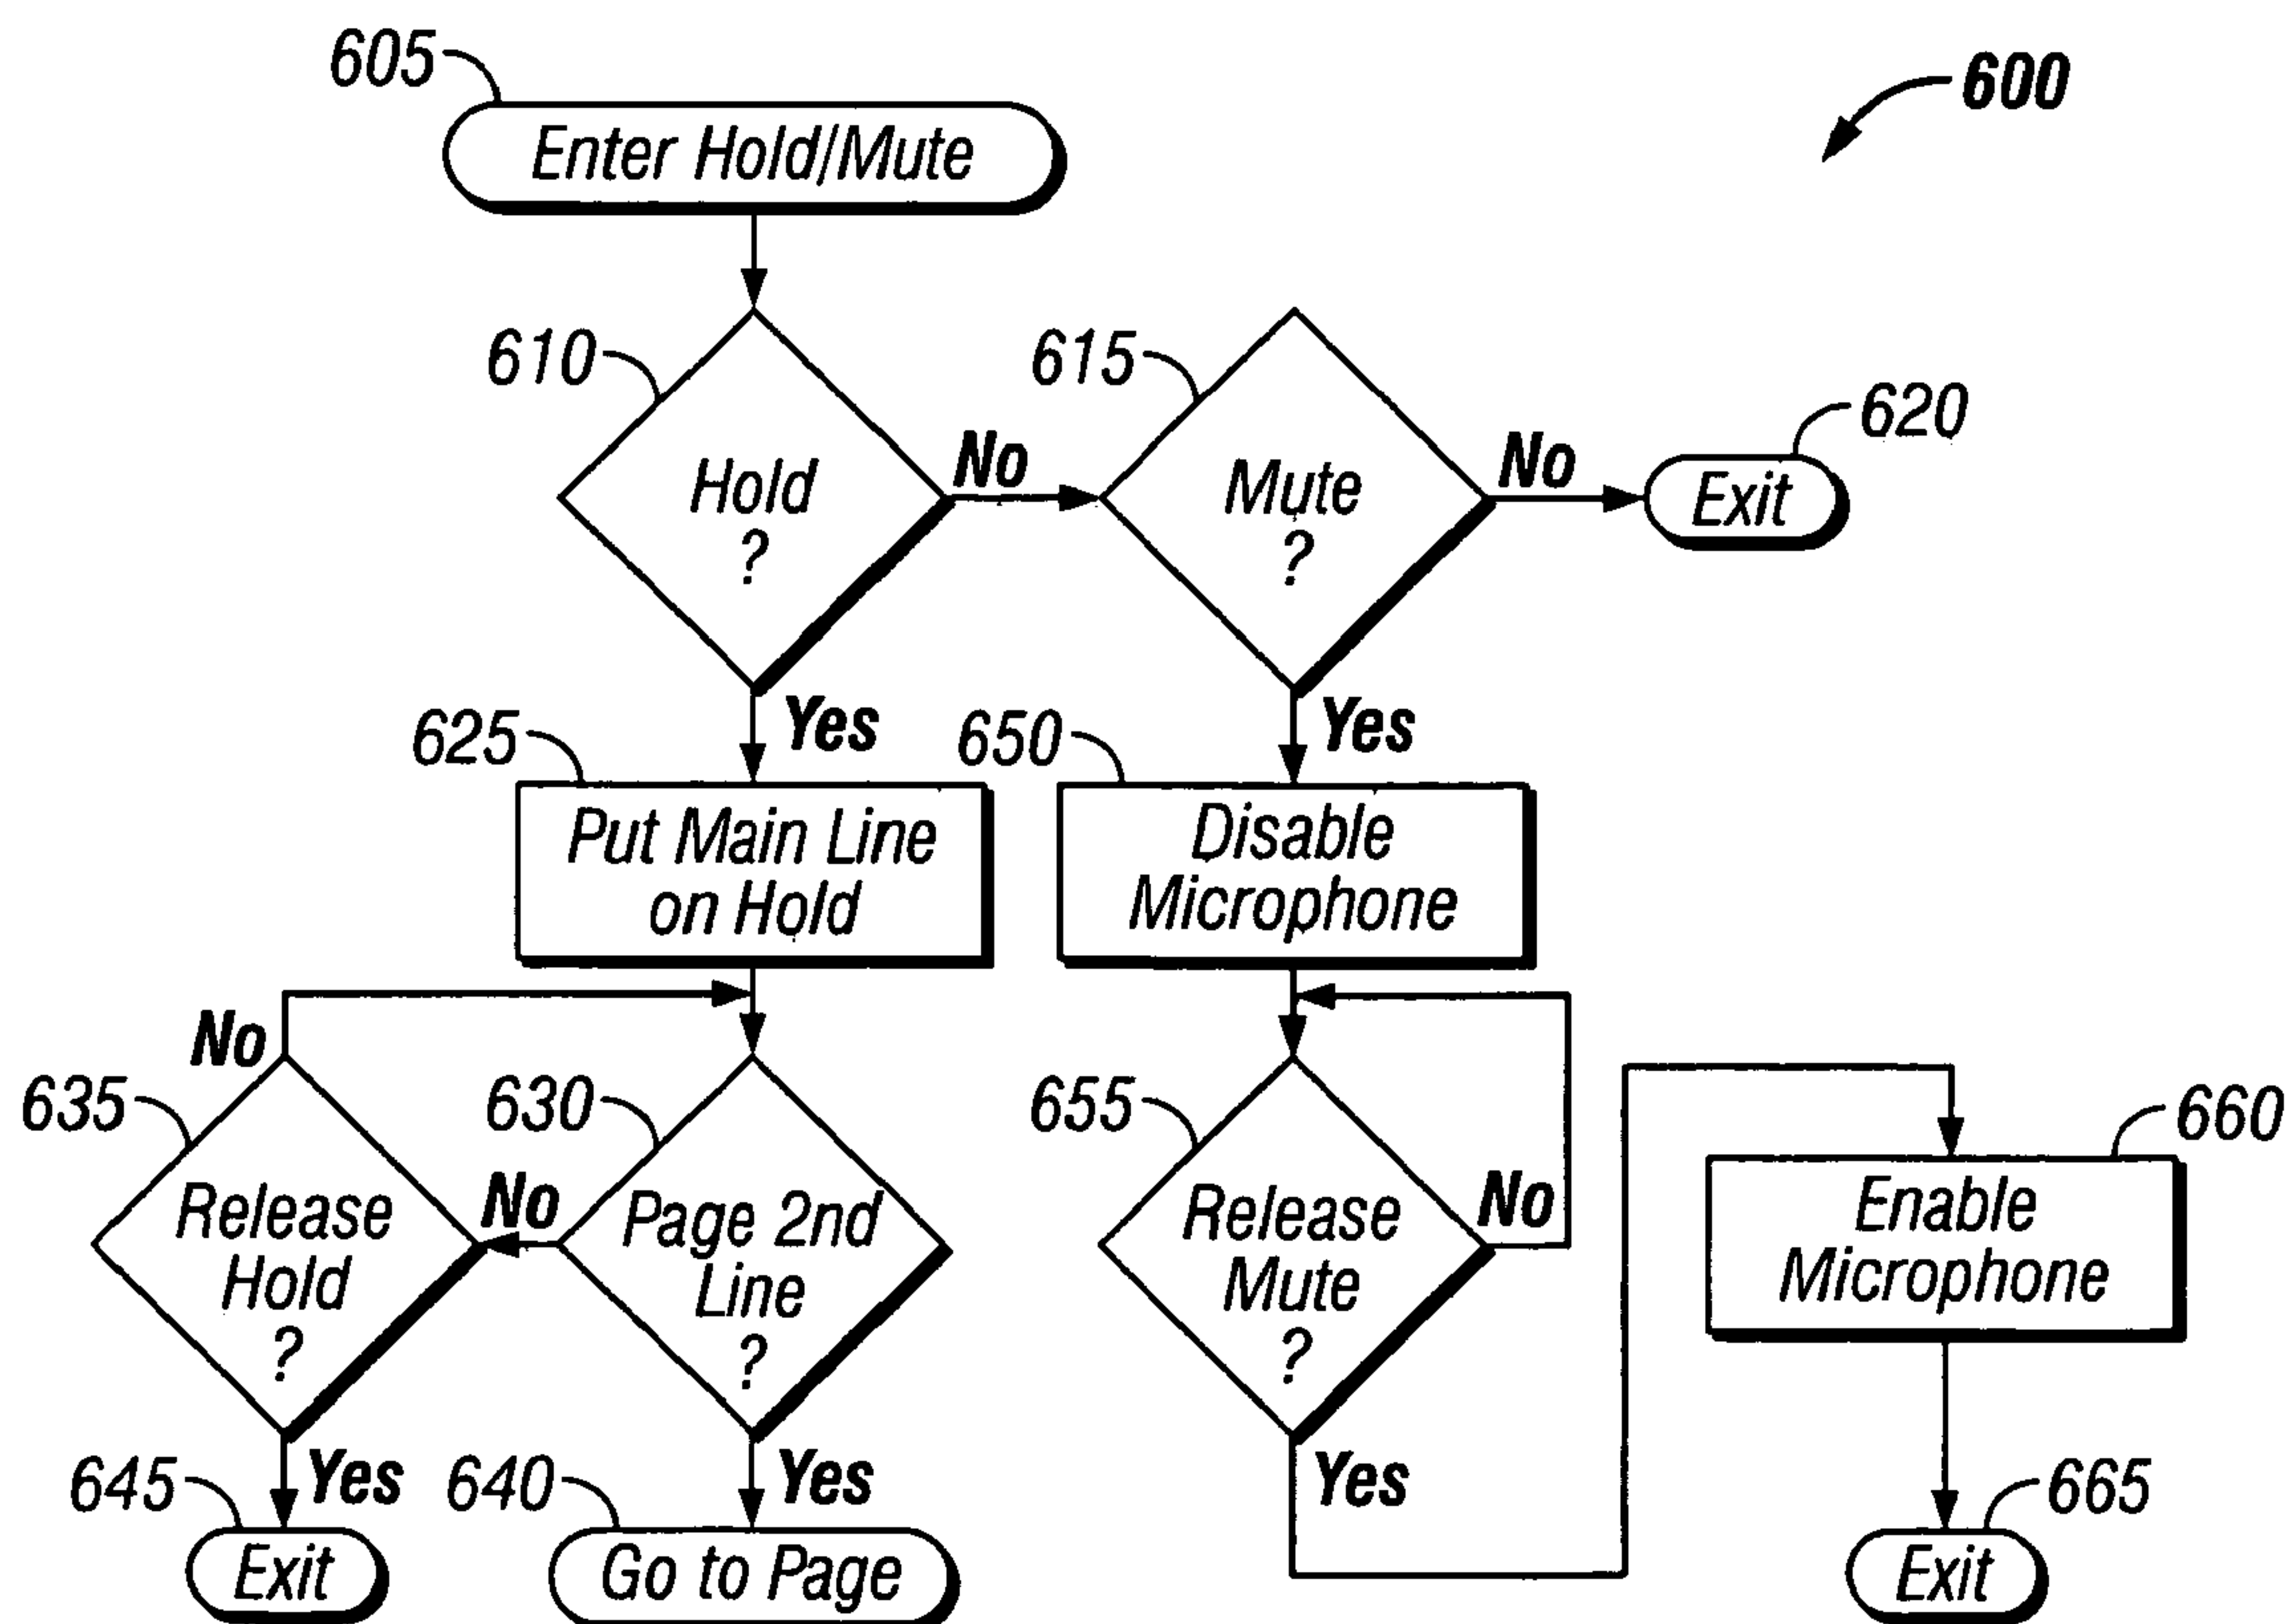 605
600
Enter Hold/Mute
610
615
620
Hold
?
No
Mute
?
No
Exit
Yes
Yes
625
650
Put Main Line
on Hold
Disable
Microphone
No
635
630
655
660
Release
Hold
?
No
Page 2nd
Line
?
Release
Mute
?
No
Enable
Microphone
Yes
Yes
Yes
645
640
665
Exit
Go to Page
Exit